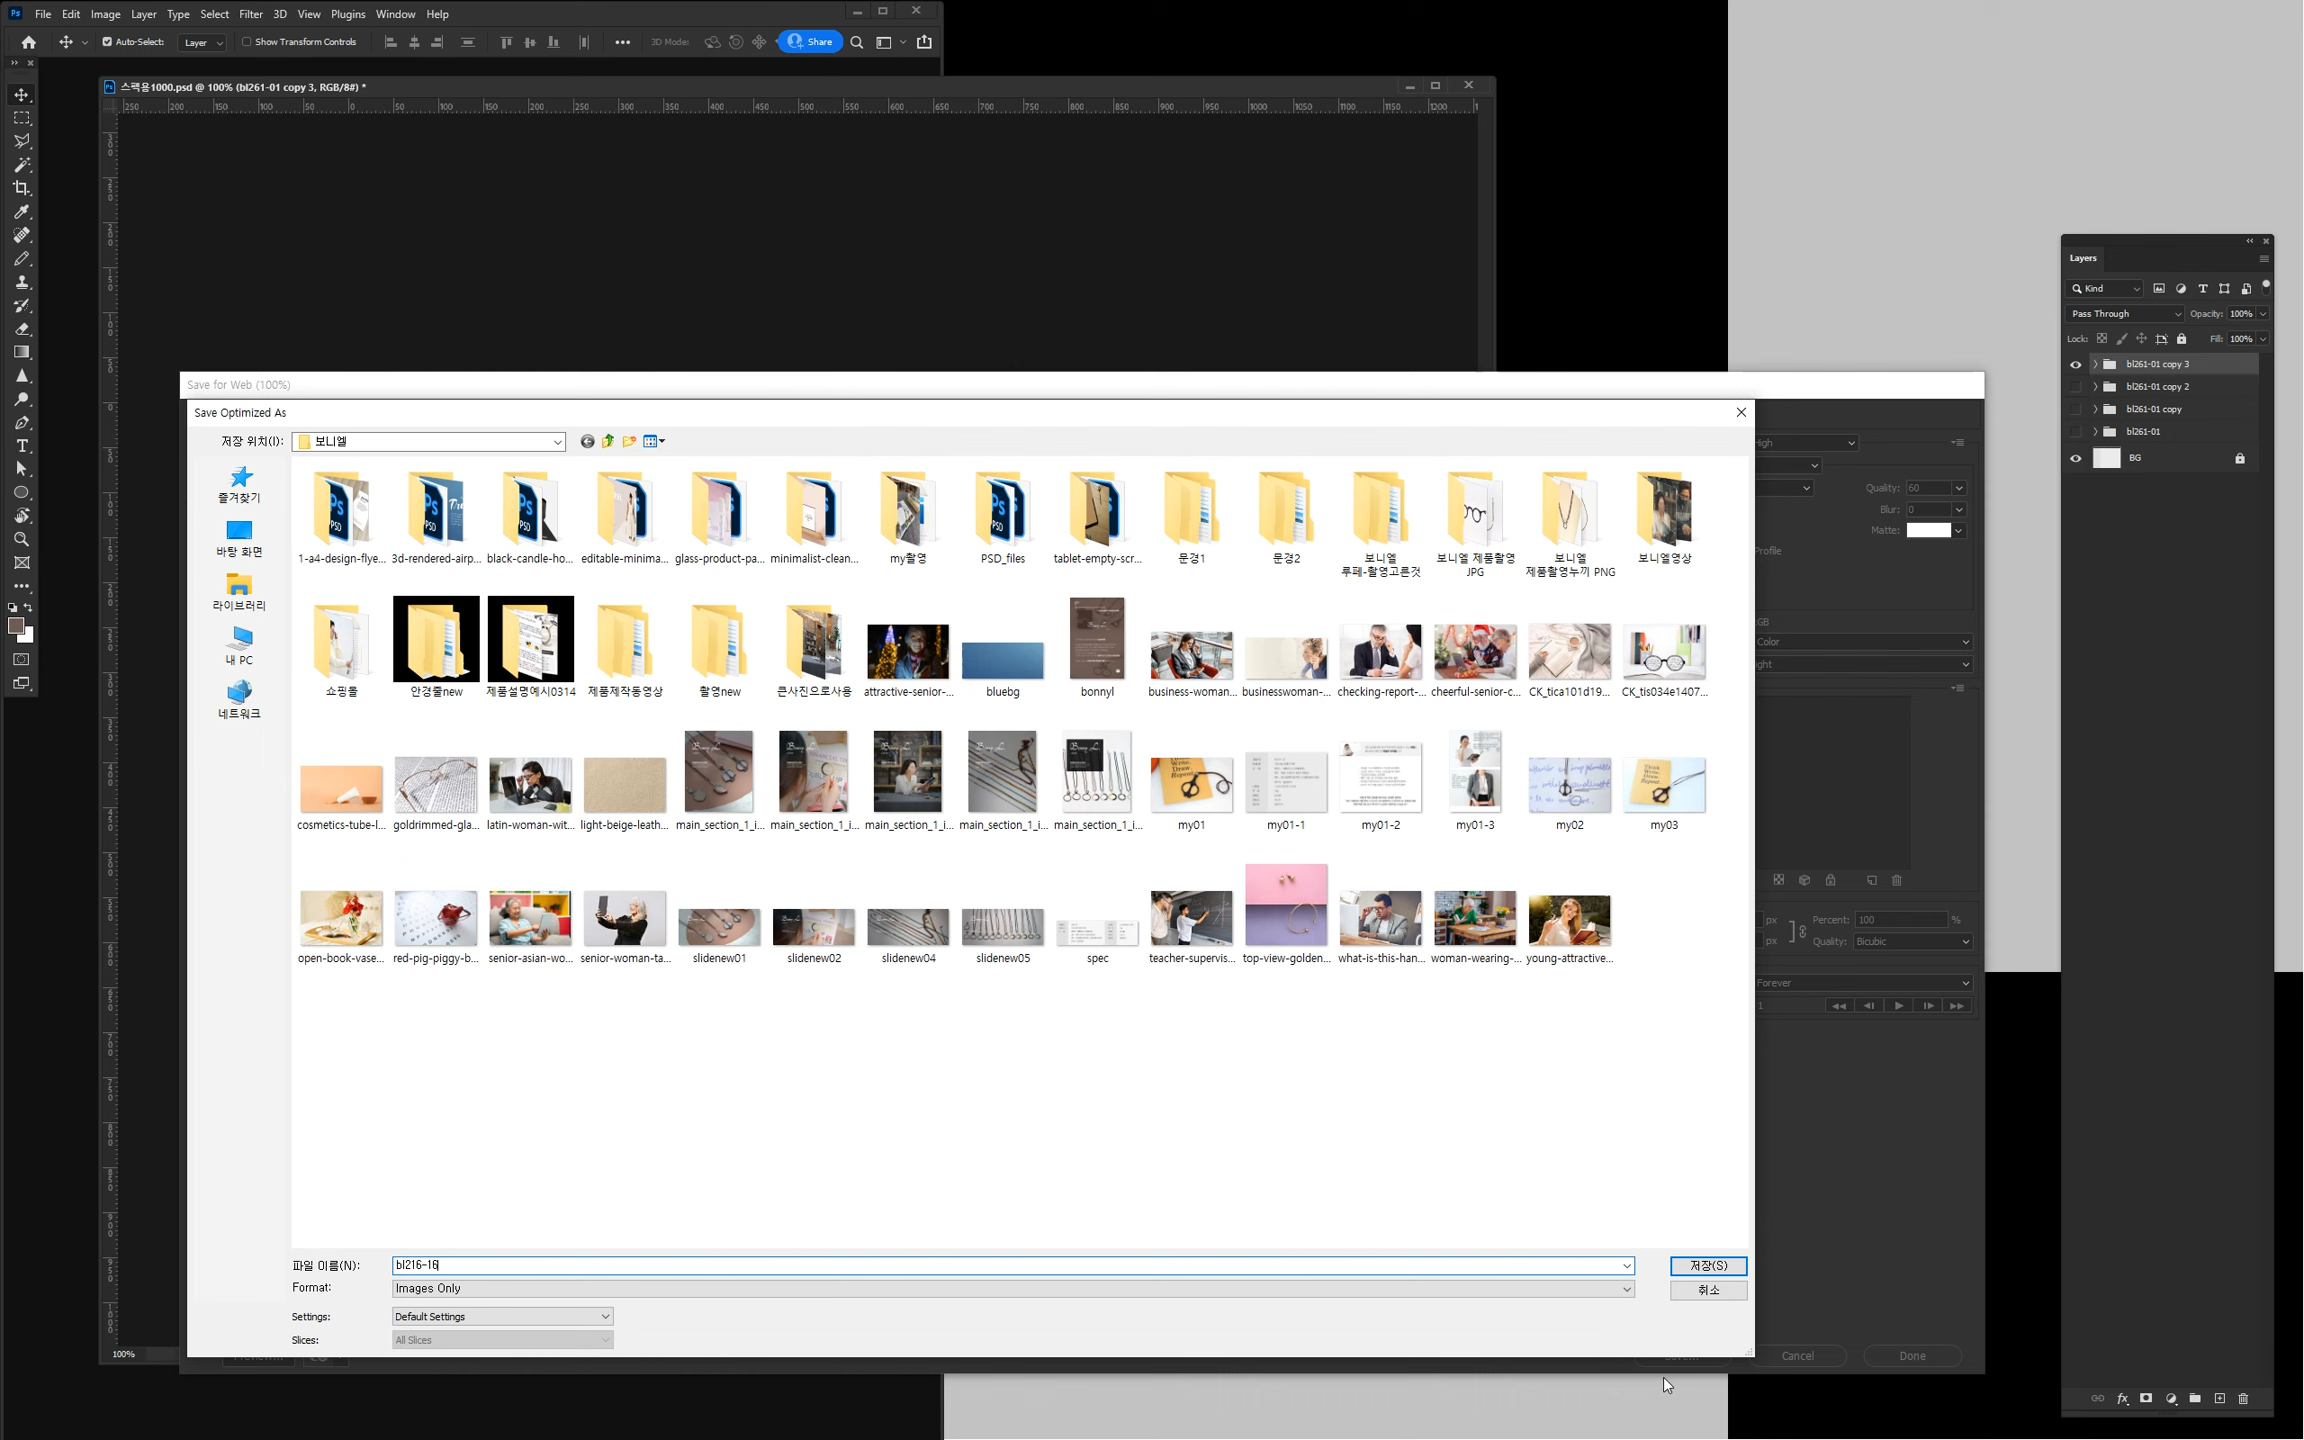 File Edit Image Layer Type Select Filter 3D View Plugins Window Help
Auto-Select: Layer Show Transform Controls 3D Mode: Share
스팩용1000.psd @ 100% (bl261-01 copy 3, RGB/8#) *
Save for Web (100%)
Save Optimized As
저장 위치(I): 보니엘
즐겨찾기
바탕 화면
라이브러리
내 PC
네트워크
1-a4-design-flye... 3d-rendered-airp... black-candle-ho... editable-minima... glass-product-pa... minimalist-clean... my촬영 PSD_files tablet-empty-scr... 문경1 문경2 보니엘 루페-촬영고른것 보니엘 제품촬영 JPG 보니엘 제품촬영누끼 PNG 보니엘영상
쇼핑몰 안경줄new 제품설명예시0314 제품제작동영상 촬영new 큰사진으로사용 attractive-senior-... bluebg bonnyl business-woman... businesswoman-... checking-report-... cheerful-senior-c... CK_tica101d19... CK_tis034e1407...
cosmetics-tube-l... goldrimmed-gla... latin-woman-wit... light-beige-leath... main_section_1_i... main_section_1_i... main_section_1_i... main_section_1_i... main_section_1_i... my01 my01-1 my01-2 my01-3 my02 my03
open-book-vase... red-pig-piggy-b... senior-asian-wo... senior-woman-ta... slidenew01 slidenew02 slidenew04 slidenew05 spec teacher-supervis... top-view-golden... what-is-this-han... woman-wearing-... young-attractive...
파일 이름(N): bl216-16 저장(S)
Format: Images Only 취소
Settings: Default Settings
Slices: All Slices
100%
Quality: 60
Blur: 0
Matte:
Color
px Percent: 100 %
px Quality: Bicubic
Forever
1
Cancel Done
Layers
Kind
Pass Through Opacity: 100%
Lock: Fill: 100%
bl261-01 copy 3
bl261-01 copy 2
bl261-01 copy
bl261-01
BG